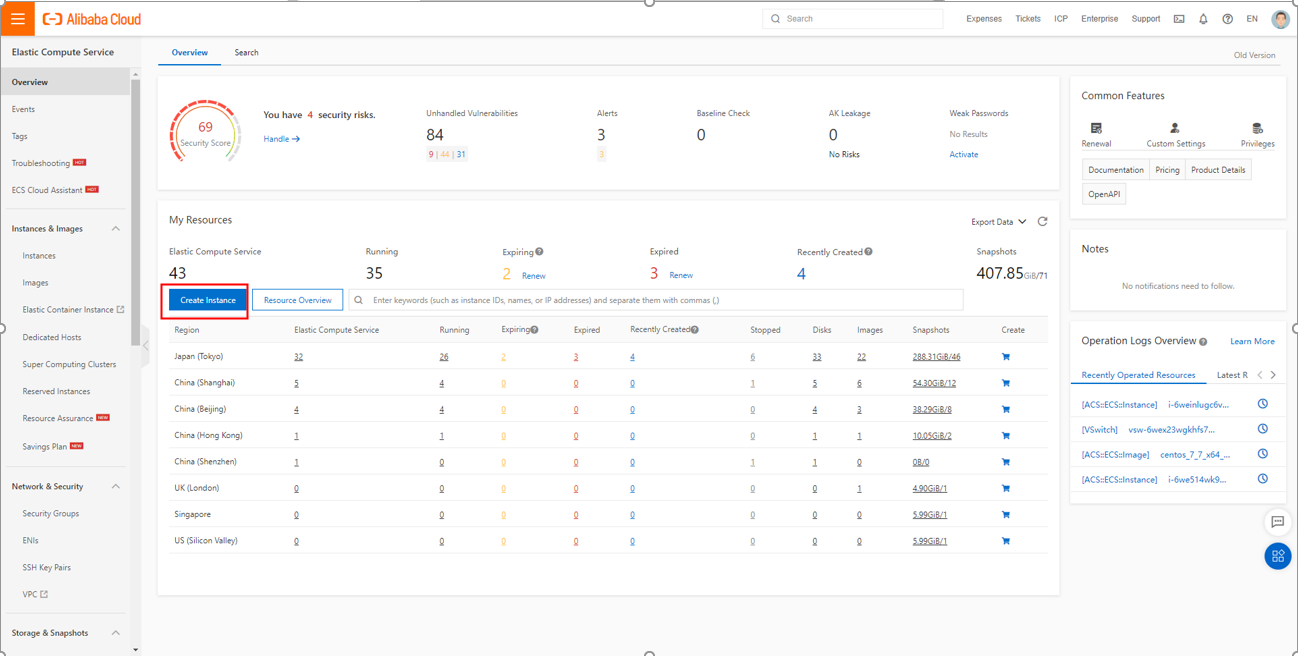 Alibaba Cloud
Search
Expenses Tickets ICP Enterprise Support EN
Elastic Compute Service
Overview
Events
Tags
Troubleshooting HOT
ECS Cloud Assistant HOT
Instances & Images
Instances
Images
Elastic Container Instance
Dedicated Hosts
Super Computing Clusters
Reserved Instances
Resource Assurance NEW
Savings Plan NEW
Network & Security
Security Groups
ENIs
SSH Key Pairs
VPC
Storage & Snapshots
Overview Search
Old Version
69
Security Score
You have 4 security risks.
Handle →
Unhandled Vulnerabilities
84
9 | 44 | 31
Alerts
3
3
Baseline Check
0
AK Leakage
0
No Risks
Weak Passwords
No Results
Activate
My Resources
Export Data
Elastic Compute Service
43
Running
35
Expiring
2 Renew
Expired
3 Renew
Recently Created
4
Snapshots
407.85GiB/71
Create Instance Resource Overview Enter keywords (such as instance IDs, names, or IP addresses) and separate them with commas (,)
Region Elastic Compute Service Running Expiring Expired Recently Created Stopped Disks Images Snapshots Create
Japan (Tokyo) 32 26 2 3 4 6 33 22 288.31GiB/46
China (Shanghai) 5 4 0 0 0 1 5 6 54.30GiB/12
China (Beijing) 4 4 0 0 0 0 4 3 38.29GiB/8
China (Hong Kong) 1 1 0 0 0 0 1 1 10.05GiB/2
China (Shenzhen) 1 0 0 0 0 1 1 0 0B/0
UK (London) 0 0 0 0 0 0 0 1 4.90GiB/1
Singapore 0 0 0 0 0 0 0 0 5.99GiB/1
US (Silicon Valley) 0 0 0 0 0 0 0 0 5.99GiB/1
Common Features
Renewal Custom Settings Privileges
Documentation Pricing Product Details
OpenAPI
Notes
No notifications need to follow.
Operation Logs Overview Learn More
Recently Operated Resources Latest R
[ACS::ECS::Instance] i-6weinlugc6v...
[VSwitch] vsw-6wex23wgkhfs7...
[ACS::ECS::Image] centos_7_7_x64_...
[ACS::ECS::Instance] i-6we514wk9...